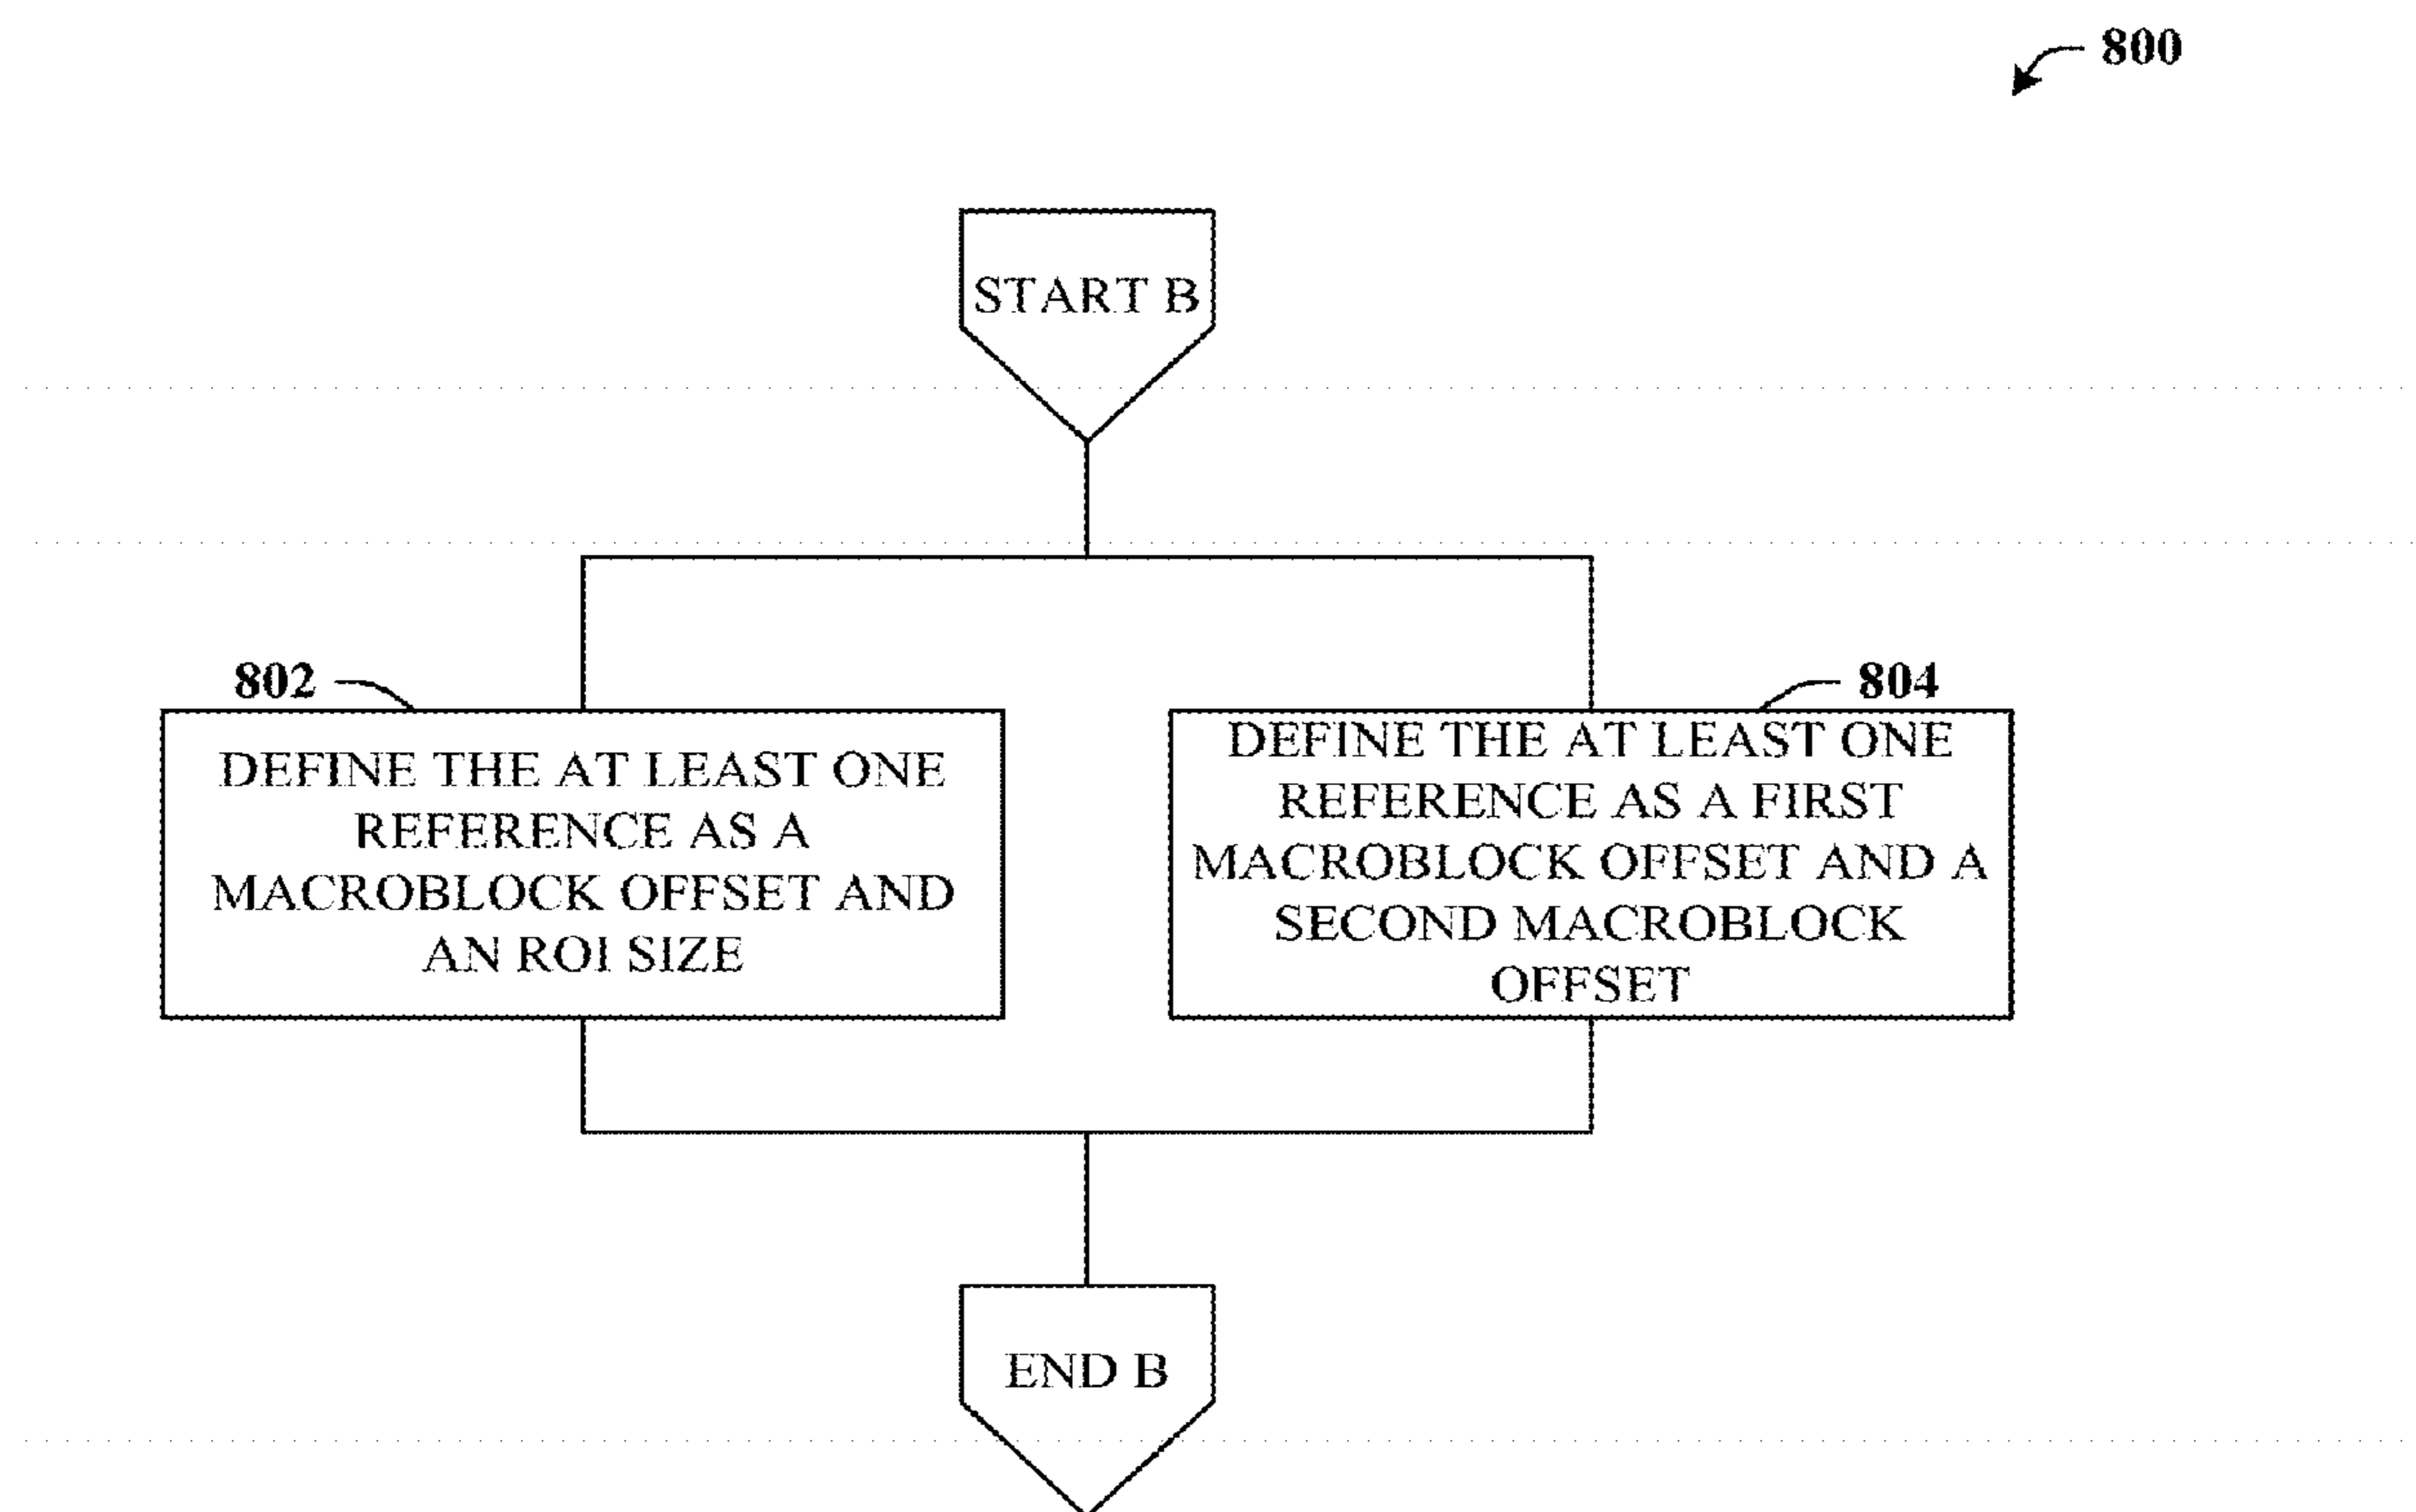 800
START B
802
DEFINE THE AT LEAST ONE
REFERENCE AS A
MACROBLOCK OFFSET AND
AN ROI SIZE
804
DEFINE THE AT LEAST ONE
REFERENCE AS A FIRST
MACROBLOCK OFFSET AND A
SECOND MACROBLOCK
OFFSET
END B